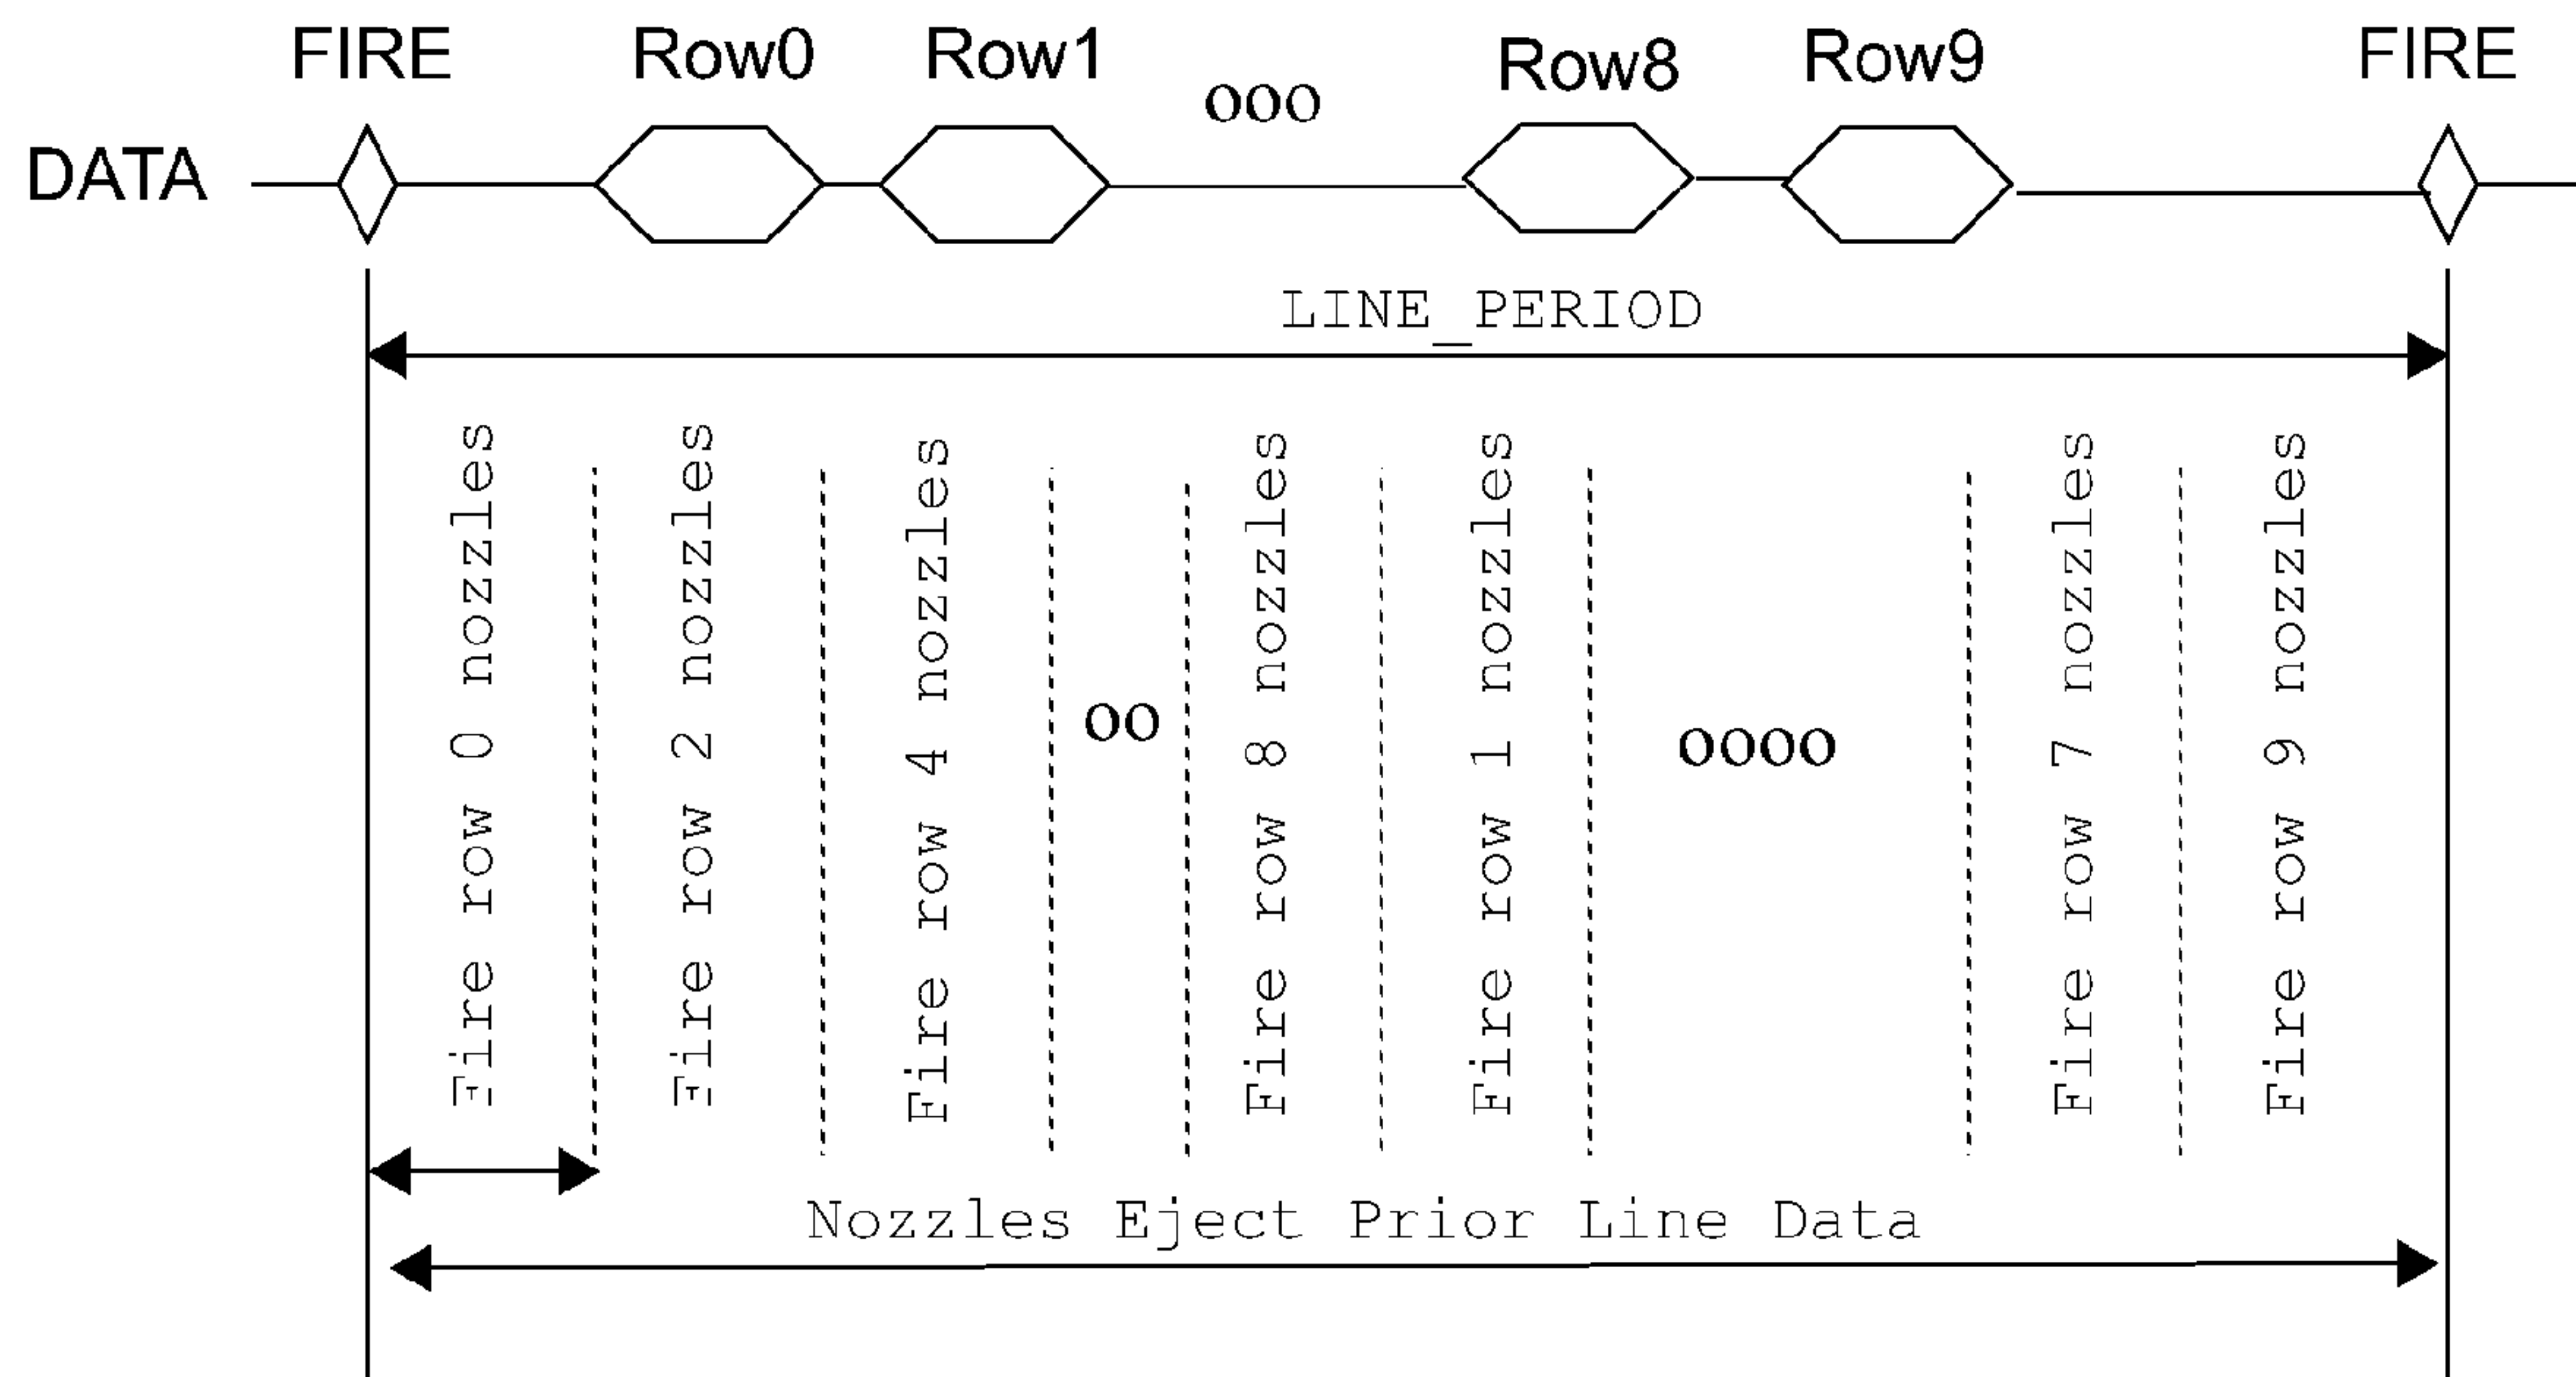 FIRE Row0 Row1 ooo Row8 Row9 FIRE
DATA
LINE_PERIOD
Fire row 0 nozzles
Fire row 2 nozzles
Fire row 4 nozzles
oo
Fire row 8 nozzles
Fire row 1 nozzles
oooo
Fire row 7 nozzles
Fire row 9 nozzles
Nozzles Eject Prior Line Data